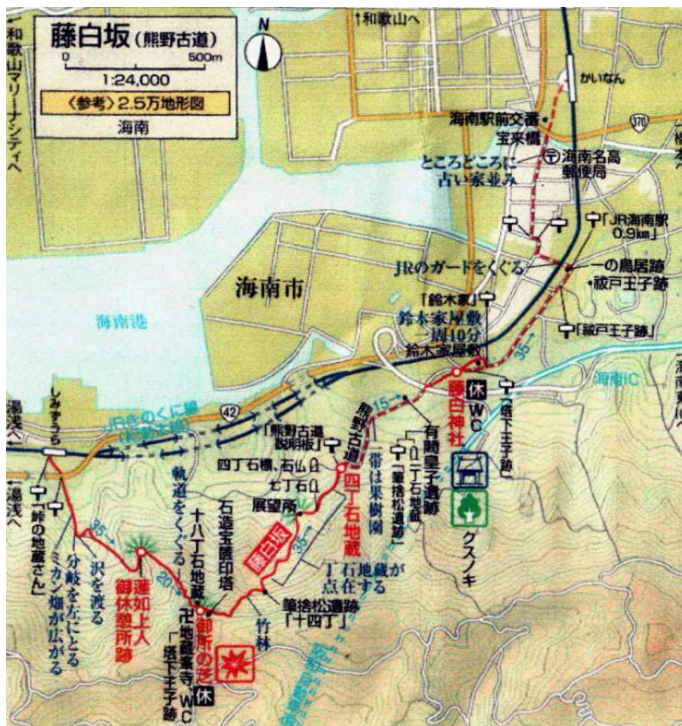 藤白坂(熊野古道)
0 500m
1:24,000
〈参考〉2.5万地形図
海南
N
↑和歌山へ
←和歌山マリーナシティへ
かいなん
海南駅前交番
宝来橋
370
海南名高
郵便局
ところどころに
古い家並み
「JR海南駅
0.9km」
一の鳥居跡
JRのガードをくぐる
祓戸王子跡
「祓戸王子跡」
海南市
「鈴木家」
鈴木家屋敷
一周10分
鈴木家屋敷
35→
海南IC
海南港
休 WC
藤白神社
「塔下王子跡」
15→
42
JRきのくに線
しみずうら
↑湯浅へ
←湯浅へ
「熊野古道
説明板」
熊野古道
四丁石標、石仏
七丁石
四丁石地蔵
展望所
一帯は果樹園
有間皇子遺跡
一丁石地蔵
「筆捨松遺跡」
クスノキ
藤白坂
35→
丁石地蔵が
点在する
筆捨松遺跡
「十四丁」
竹林
石造宝篋印塔
十八丁石地蔵
軌道をくぐる
御所の芝
休
卍地蔵峯寺、WC
「塔下王子跡」
20→
蓮如上人
御休憩所跡
35→
沢を渡る
分岐を左にとる
ミカン畑が広がる
「峠の地蔵さん」